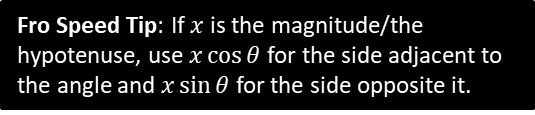 Fro Speed Tip: If x is the magnitude/the
hypotenuse, use x cos θ for the side adjacent to
the angle and x sin θ for the side opposite it.